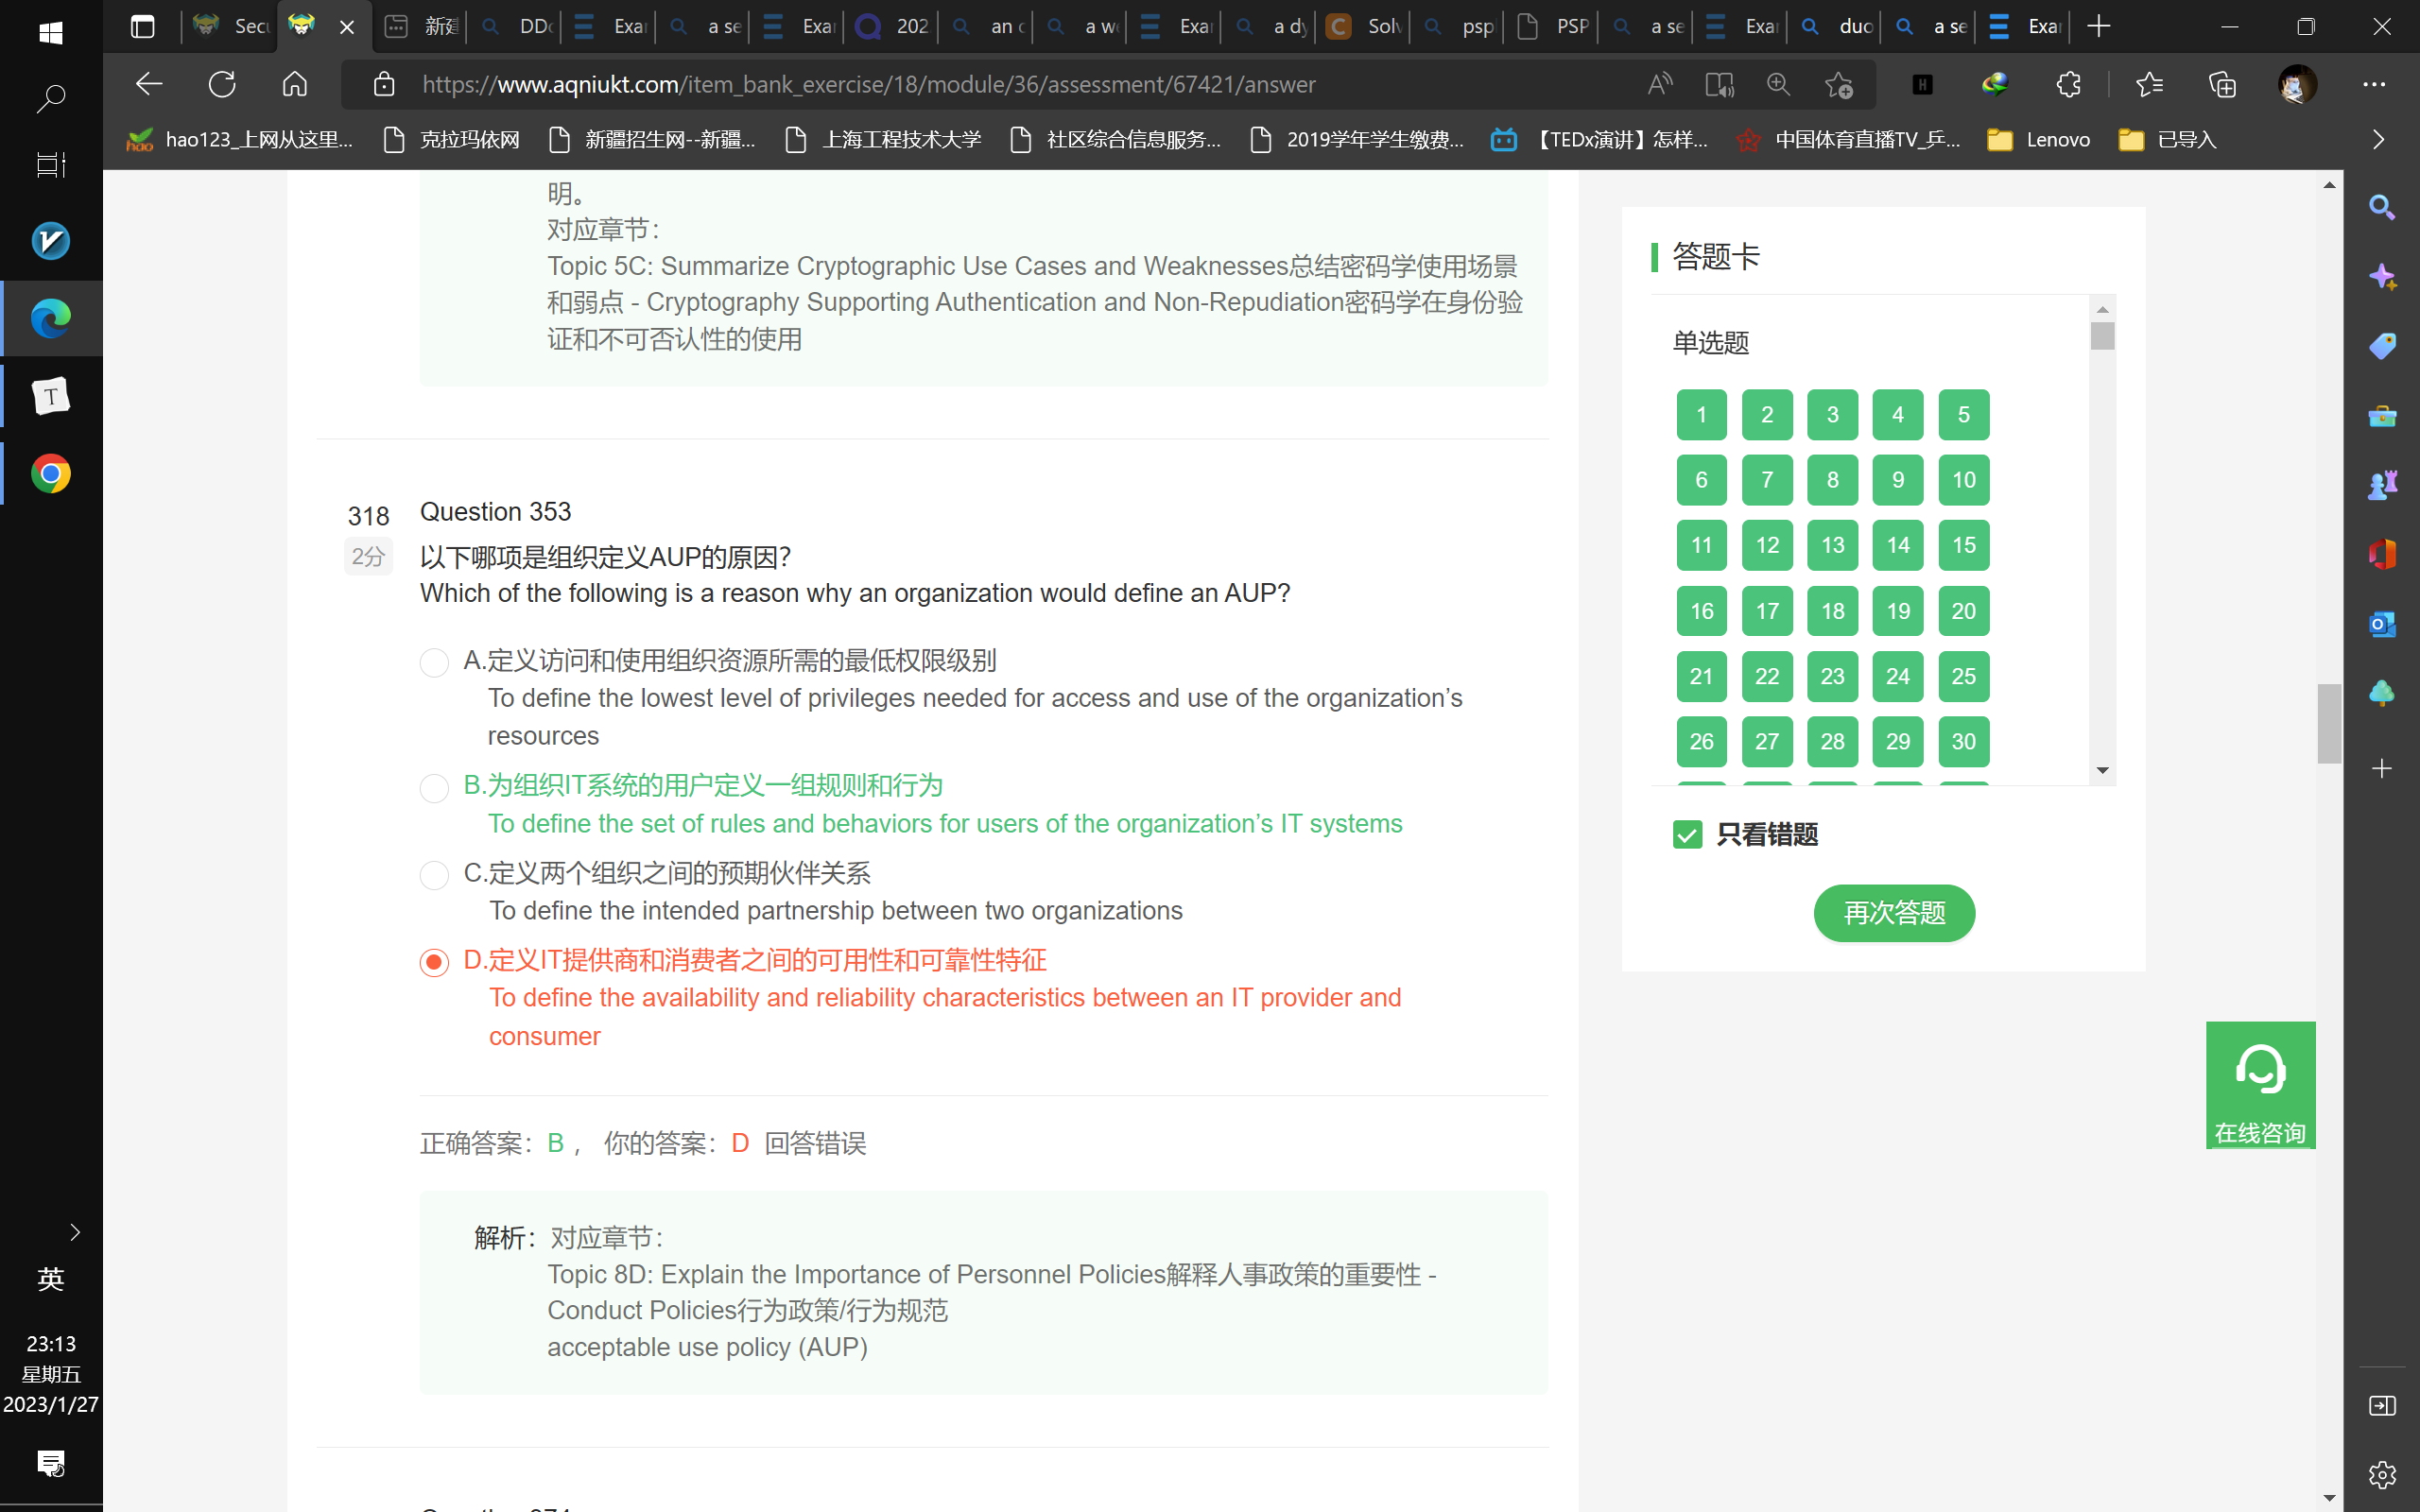 Secu
新建
DDo
Exar
a se
Exar
202
an o
a we
Exar
a dy
Solv
psp
PSP
a se
Exar
duo
a se
Exar
https://www.aqniukt.com/item_bank_exercise/18/module/36/assessment/67421/answer
hao123_上网从这里...
克拉玛依网
新疆招生网--新疆...
上海工程技术大学
社区综合信息服务...
2019学年学生缴费...
【TEDx演讲】怎样...
中国体育直播TV_乒...
Lenovo
已导入
明。
对应章节：
Topic 5C: Summarize Cryptographic Use Cases and Weaknesses总结密码学使用场景
和弱点 - Cryptography Supporting Authentication and Non-Repudiation密码学在身份验
证和不可否认性的使用
318
2分
Question 353
以下哪项是组织定义AUP的原因?
Which of the following is a reason why an organization would define an AUP?
A.定义访问和使用组织资源所需的最低权限级别
To define the lowest level of privileges needed for access and use of the organization’s
resources
B.为组织IT系统的用户定义一组规则和行为
To define the set of rules and behaviors for users of the organization’s IT systems
C.定义两个组织之间的预期伙伴关系
To define the intended partnership between two organizations
D.定义IT提供商和消费者之间的可用性和可靠性特征
To define the availability and reliability characteristics between an IT provider and
consumer
正确答案：B， 你的答案：D 回答错误
解析：对应章节：
Topic 8D: Explain the Importance of Personnel Policies解释人事政策的重要性 -
Conduct Policies行为政策/行为规范
acceptable use policy (AUP)
答题卡
单选题
1 2 3 4 5
6 7 8 9 10
11 12 13 14 15
16 17 18 19 20
21 22 23 24 25
26 27 28 29 30
只看错题
再次答题
在线咨询
英
23:13
星期五
2023/1/27